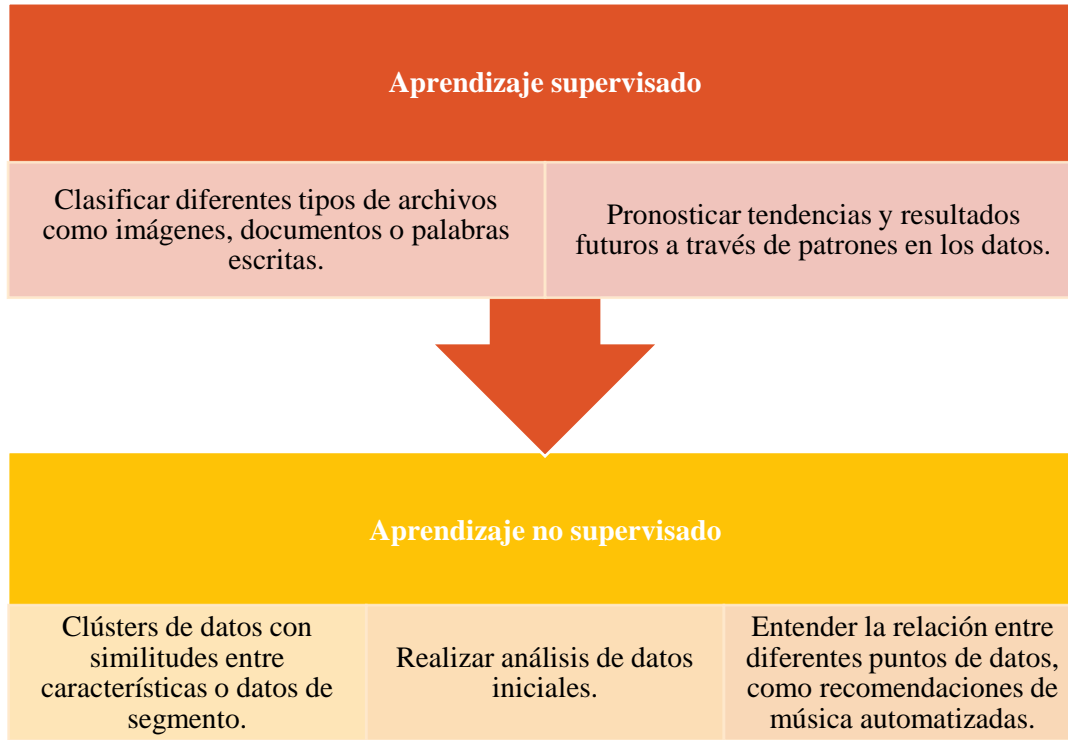 Aprendizaje supervisado
Clasificar diferentes tipos de archivos
como imágenes, documentos o palabras
escritas.
Pronosticar tendencias y resultados
futuros a través de patrones en los datos.
Aprendizaje no supervisado
Clústers de datos con
similitudes entre
características o datos de
segmento.
Realizar análisis de datos
iniciales.
Entender la relación entre
diferentes puntos de datos,
como recomendaciones de
música automatizadas.